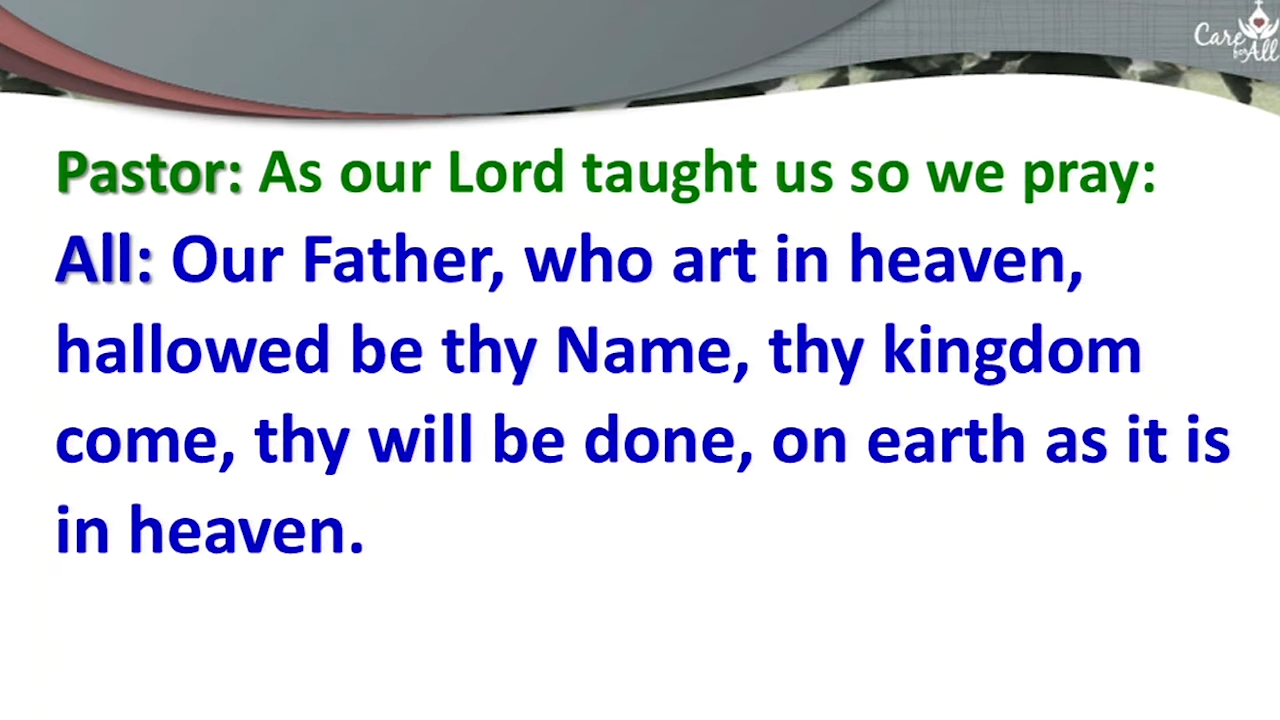 Care
for All
Pastor: As our Lord taught us so we pray:
All: Our Father, who art in heaven,
hallowed be thy Name, thy kingdom
come, thy will be done, on earth as it is
in heaven.